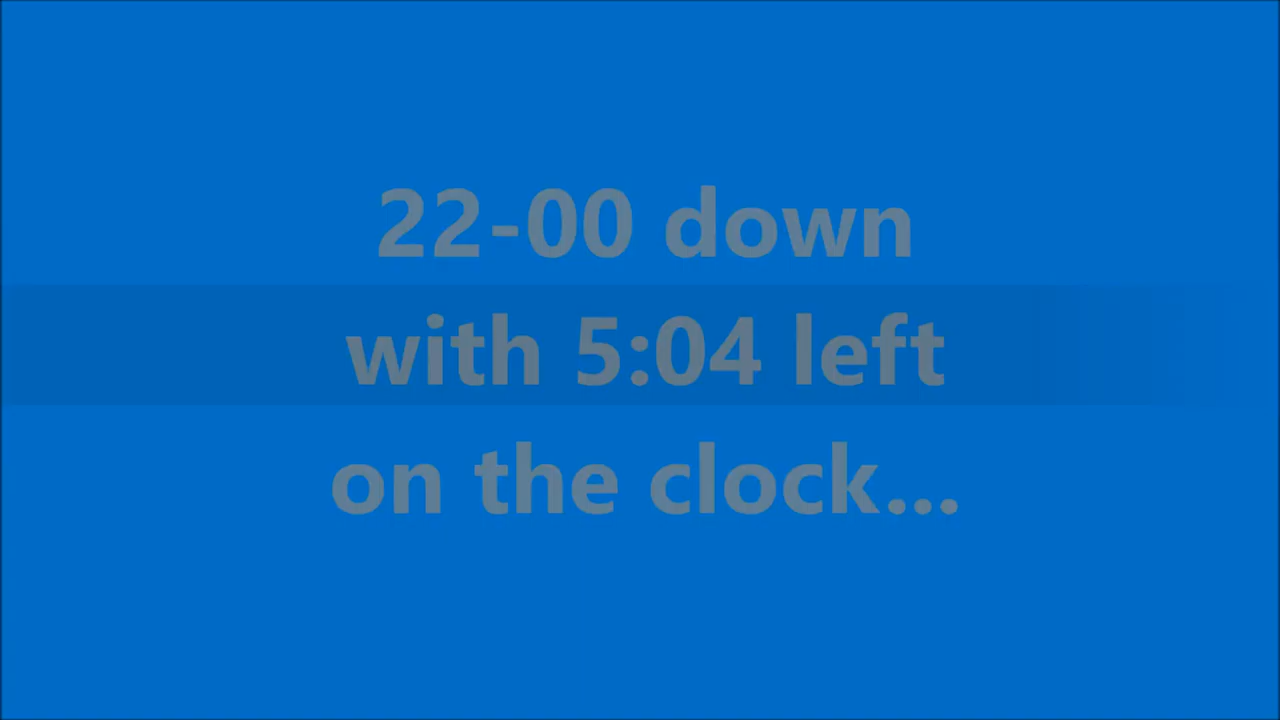 22-00 down
with 5:04 left
on the clock...